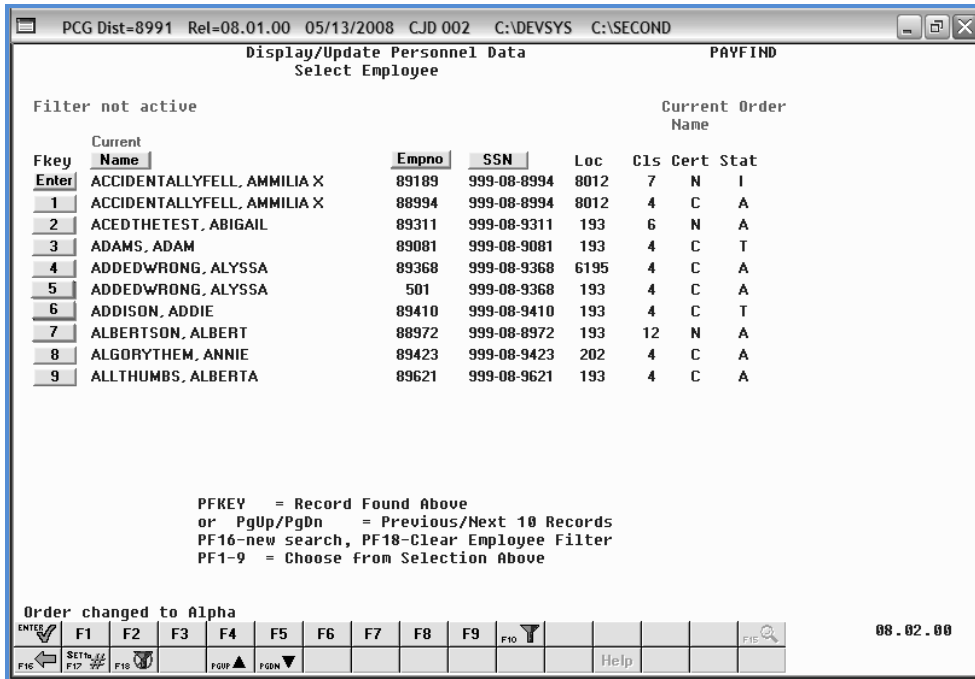 PCG Dist=8991 Rel=08.01.00 05/13/2008 CJD 002 C:\DEVSYS C:\SECOND
Display/Update Personnel Data PAYFIND
Select Employee
Filter not active Current Order
Name
Current
Fkey Name Empno SSN Loc Cls Cert Stat
Enter ACCIDENTALLYFELL, AMMILIA X 89189 999-08-8994 8012 7 N I
1 ACCIDENTALLYFELL, AMMILIA X 88994 999-08-8994 8012 4 C A
2 ACEDTHETEST, ABIGAIL 89311 999-08-9311 193 6 N A
3 ADAMS, ADAM 89081 999-08-9081 193 4 C T
4 ADDEDWRONG, ALYSSA 89368 999-08-9368 6195 4 C A
5 ADDEDWRONG, ALYSSA 501 999-08-9368 193 4 C A
6 ADDISON, ADDIE 89410 999-08-9410 193 4 C T
7 ALBERTSON, ALBERT 88972 999-08-8972 193 12 N A
8 ALGORYTHEM, ANNIE 89423 999-08-9423 202 4 C A
9 ALLTHUMBS, ALBERTA 89621 999-08-9621 193 4 C A
PFKEY = Record Found Above
or PgUp/PgDn = Previous/Next 10 Records
PF16-new search, PF18-Clear Employee Filter
PF1-9 = Choose from Selection Above
Order changed to Alpha
ENTER F1 F2 F3 F4 F5 F6 F7 F8 F9 F10 F15 08.02.00
F16 SETTo F17 # F18 PGUP PGDN Help